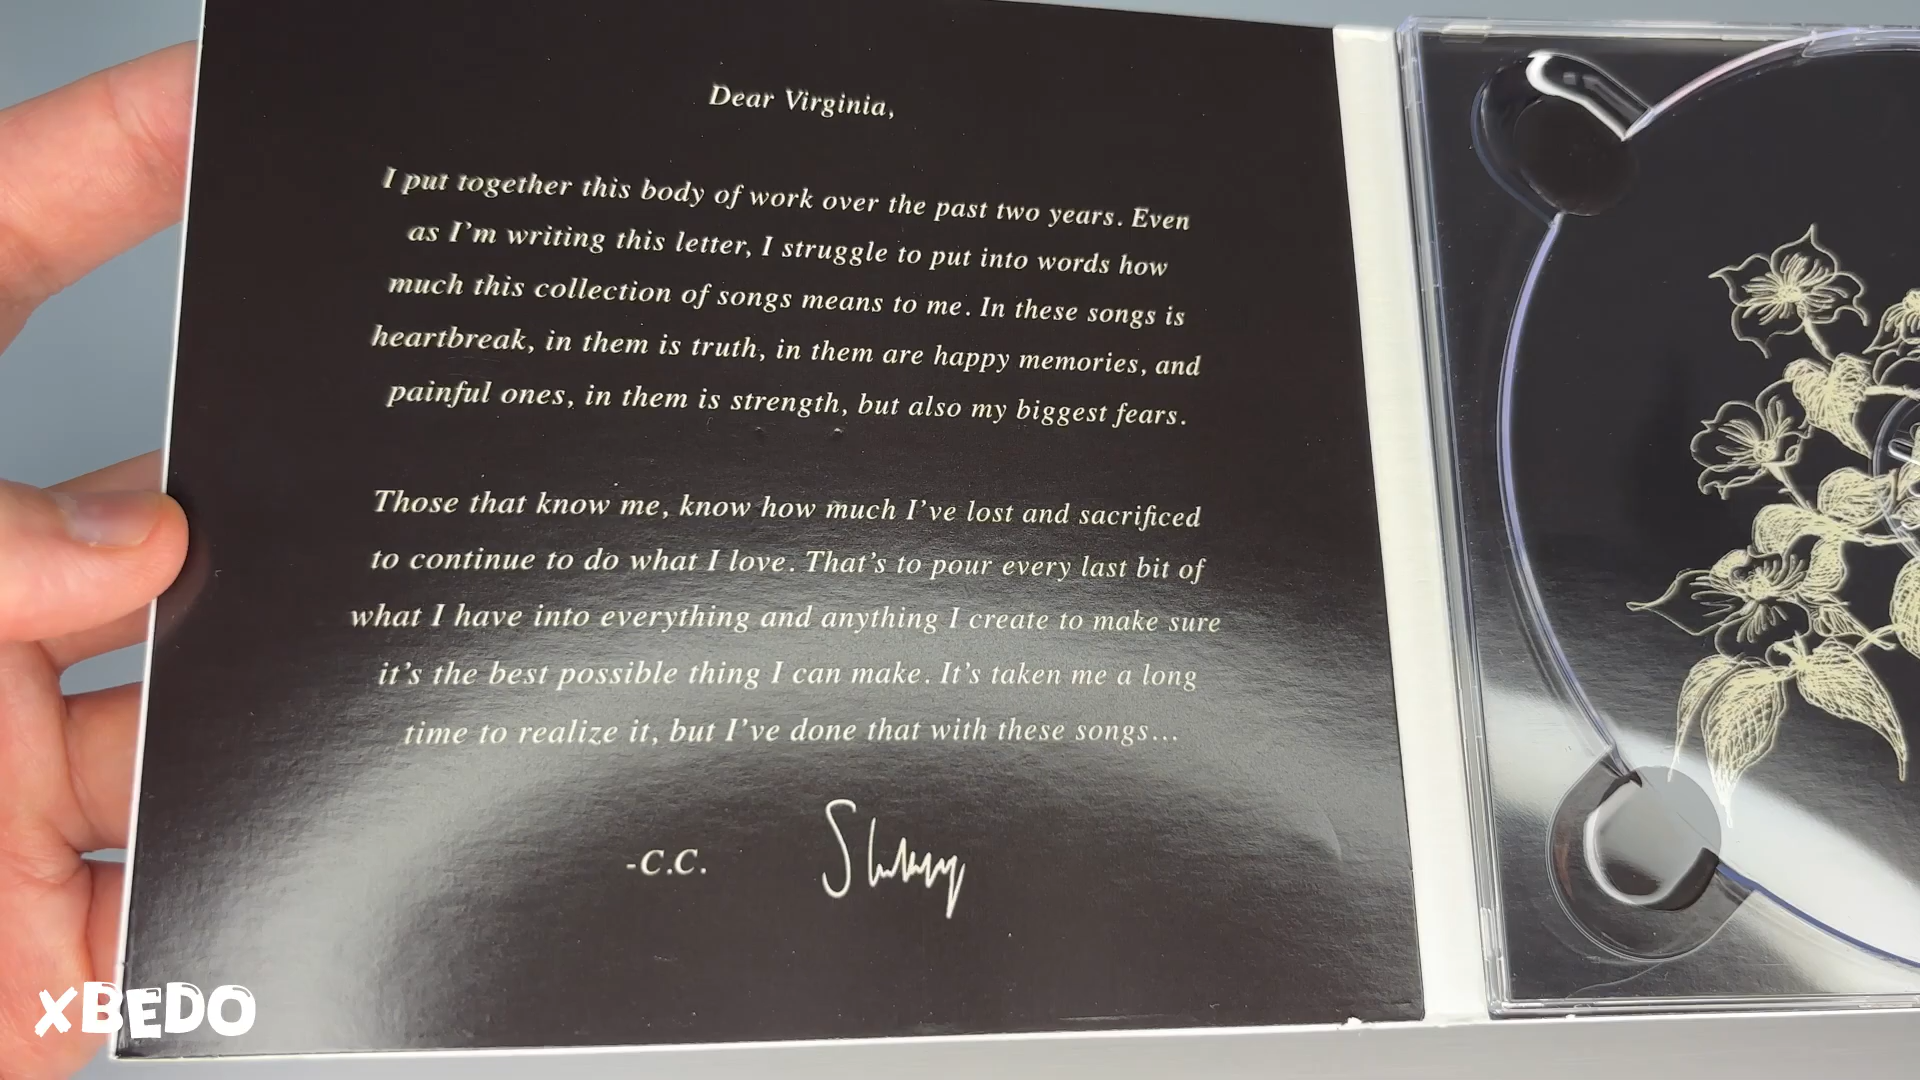 Dear Virginia,
I put together this body of work over the past two years. Even
as I'm writing this letter, I struggle to put into words how
much this collection of songs means to me. In these songs is
heartbreak, in them is truth, in them are happy memories, and
painful ones, in them is strength, but also my biggest fears.
Those that know me, know how much I've lost and sacrificed
to continue to do what I love. That's to pour every last bit of
what I have into everything and anything I create to make sure
it's the best possible thing I can make. It's taken me a long
time to realize it, but I've done that with these songs...
-C.C.
XBEDO